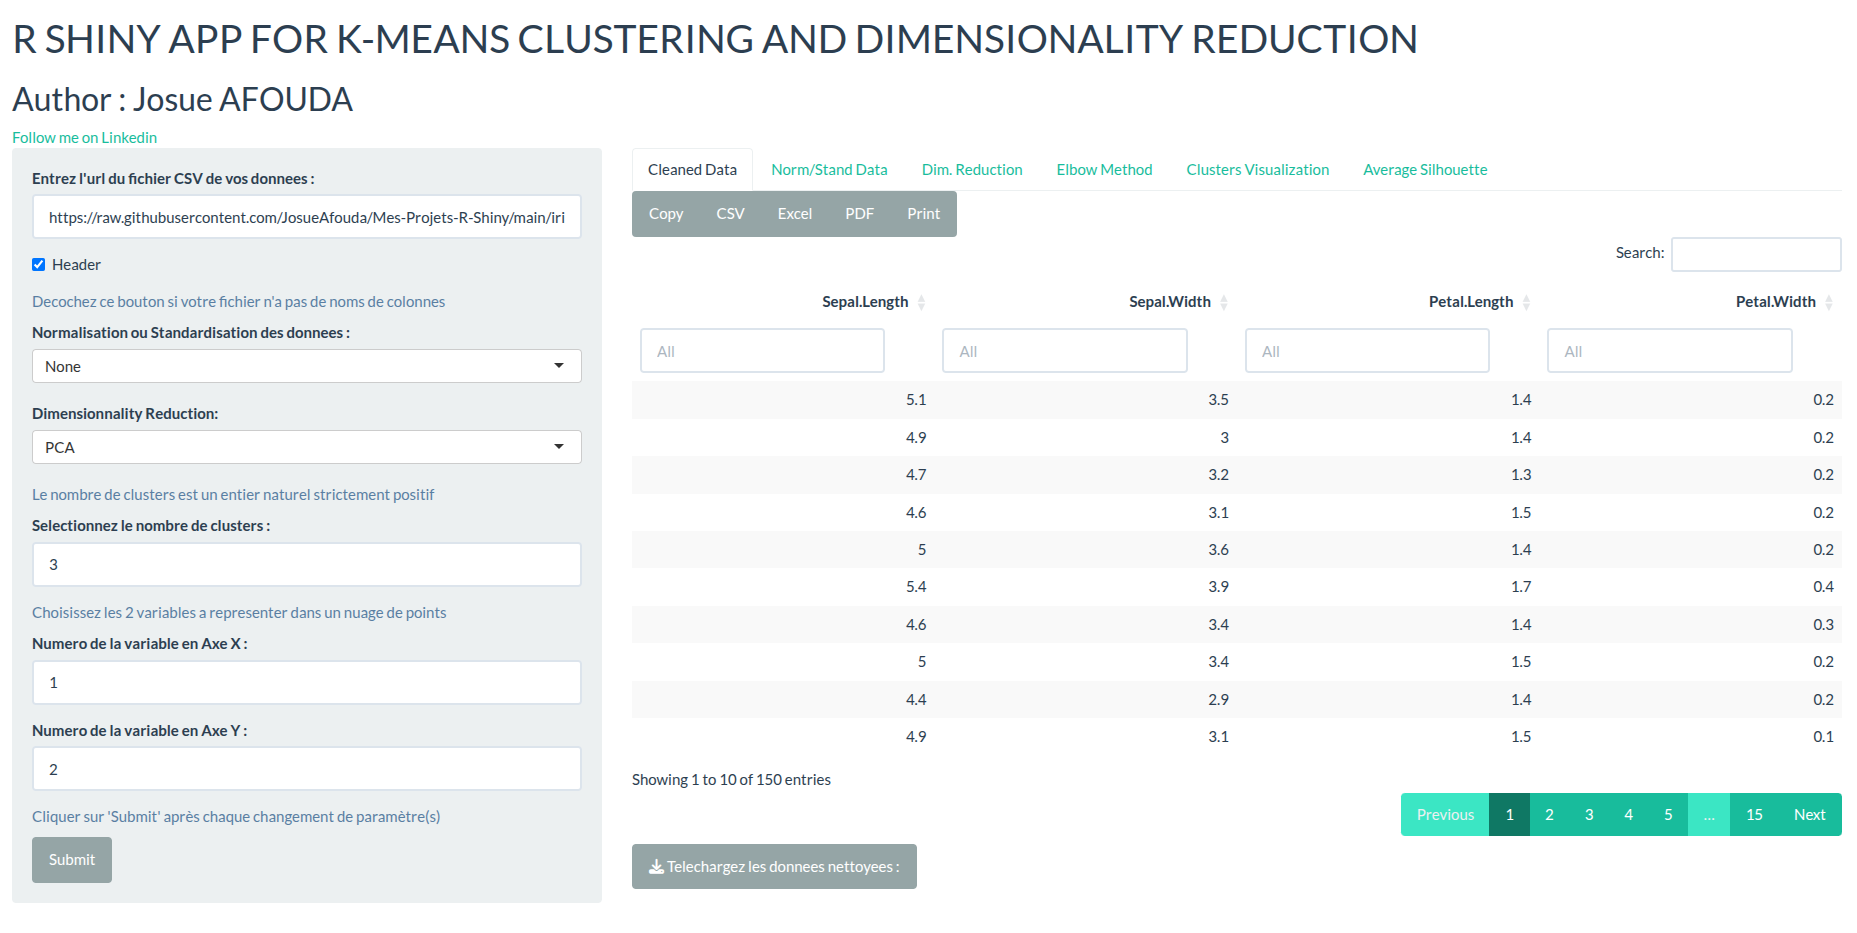 R SHINY APP FOR K-MEANS CLUSTERING AND DIMENSIONALITY REDUCTION
Author : Josue AFOUDA
Follow me on Linkedin
Entrez l'url du fichier CSV de vos donnees :
https://raw.githubusercontent.com/JosueAfouda/Mes-Projets-R-Shiny/main/iri
Header
Decochez ce bouton si votre fichier n'a pas de noms de colonnes
Normalisation ou Standardisation des donnees :
None
Dimensionnality Reduction:
PCA
Le nombre de clusters est un entier naturel strictement positif
Selectionnez le nombre de clusters :
3
Choisissez les 2 variables a representer dans un nuage de points
Numero de la variable en Axe X :
1
Numero de la variable en Axe Y :
2
Cliquer sur 'Submit' après chaque changement de paramètre(s)
Submit
Cleaned Data Norm/Stand Data Dim. Reduction Elbow Method Clusters Visualization Average Silhouette
Copy CSV Excel PDF Print
Search:
Sepal.Length Sepal.Width Petal.Length Petal.Width
All All All All
5.1 3.5 1.4 0.2
4.9 3 1.4 0.2
4.7 3.2 1.3 0.2
4.6 3.1 1.5 0.2
5 3.6 1.4 0.2
5.4 3.9 1.7 0.4
4.6 3.4 1.4 0.3
5 3.4 1.5 0.2
4.4 2.9 1.4 0.2
4.9 3.1 1.5 0.1
Showing 1 to 10 of 150 entries
Previous 1 2 3 4 5 ... 15 Next
Telechargez les donnees nettoyees :